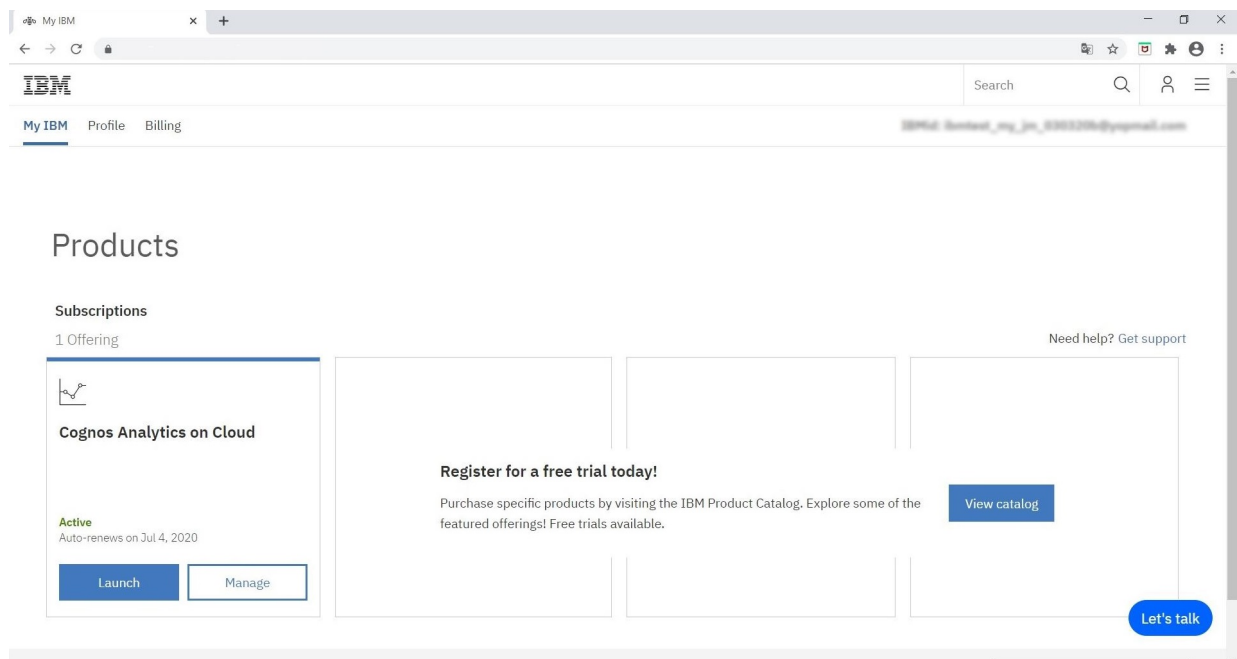 My IBM
IBM
Search
My IBM Profile Billing
Products
Subscriptions
1 Offering
Need help? Get support
Cognos Analytics on Cloud
Active
Auto-renews on Jul 4, 2020
Launch Manage
Register for a free trial today!
Purchase specific products by visiting the IBM Product Catalog. Explore some of the
featured offerings! Free trials available.
View catalog
Let's talk